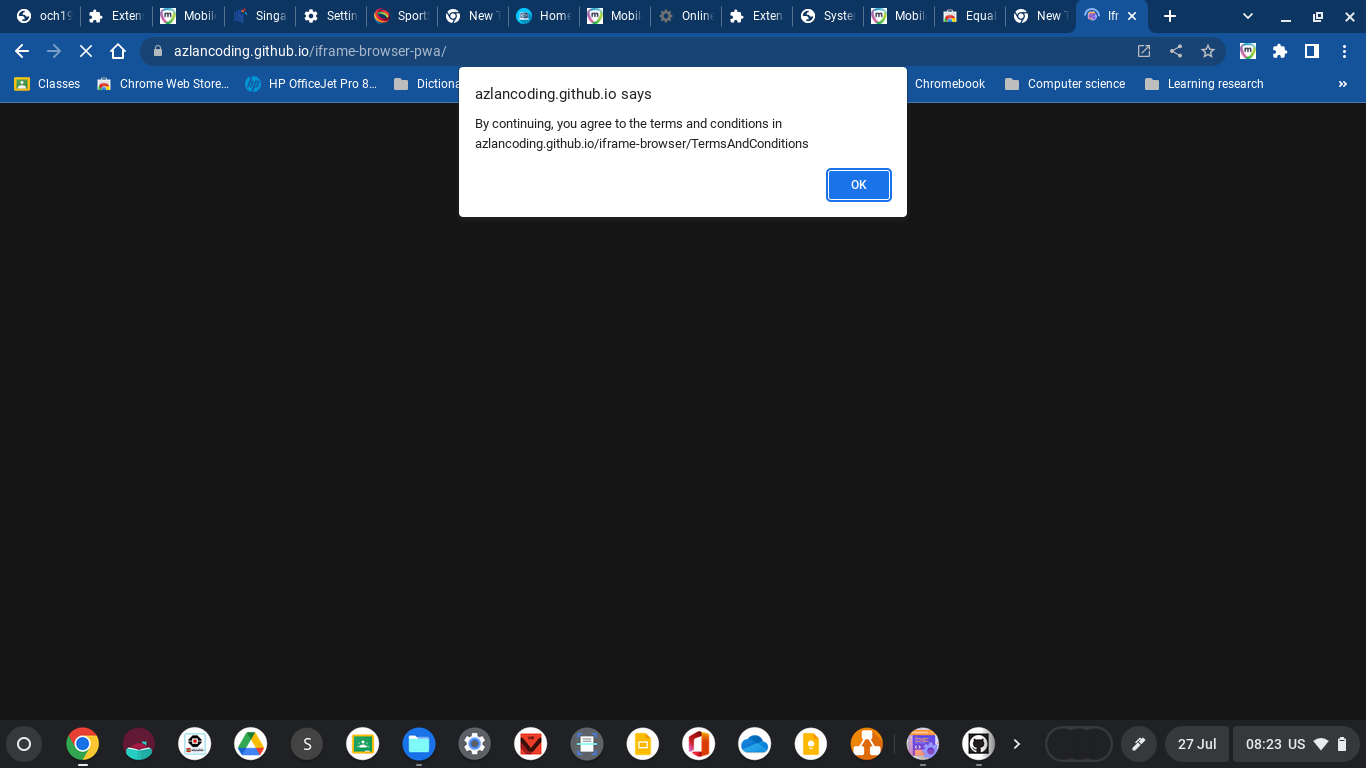 och19
Exten
Mobil
Singa
Settin
Sport
New T
Home
Mobil
Online
Exten
Syste
Mobil
Equal
New T
Ifr
azlancoding.github.io/iframe-browser-pwa/
Classes
Chrome Web Store...
HP OfficeJet Pro 8...
Dictiona
Chromebook
Computer science
Learning research
»
azlancoding.github.io says
By continuing, you agree to the terms and conditions in
azlancoding.github.io/iframe-browser/TermsAndConditions
OK
S
27 Jul
08:23 US